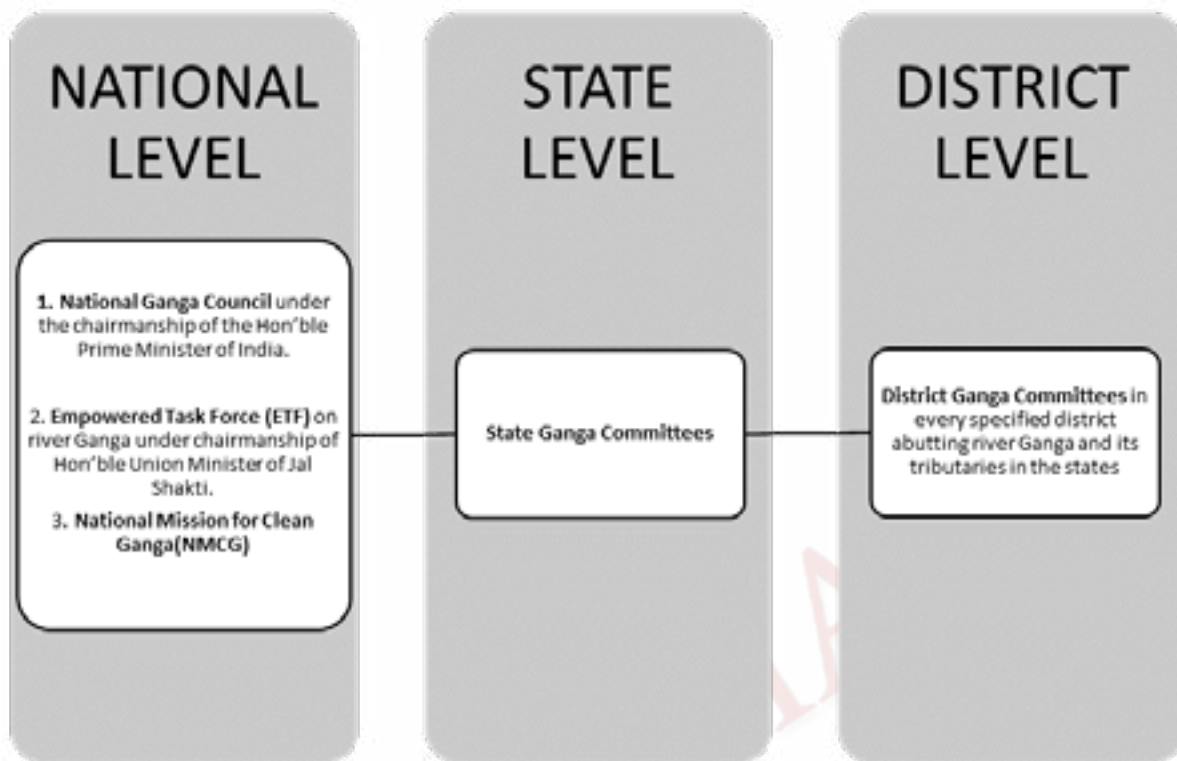 NATIONAL
LEVEL
1. National Ganga Council under
the chairmanship of the Hon'ble
Prime Minister of India.
2. Empowered Task Force (ETF) on
river Ganga under chairmanship of
Hon'ble Union Minister of Jal
Shakti.
3. National Mission for Clean
Ganga(NMCG)
STATE
LEVEL
State Ganga Committees
DISTRICT
LEVEL
District Ganga Committees in
every specified district
abutting river Ganga and its
tributaries in the states